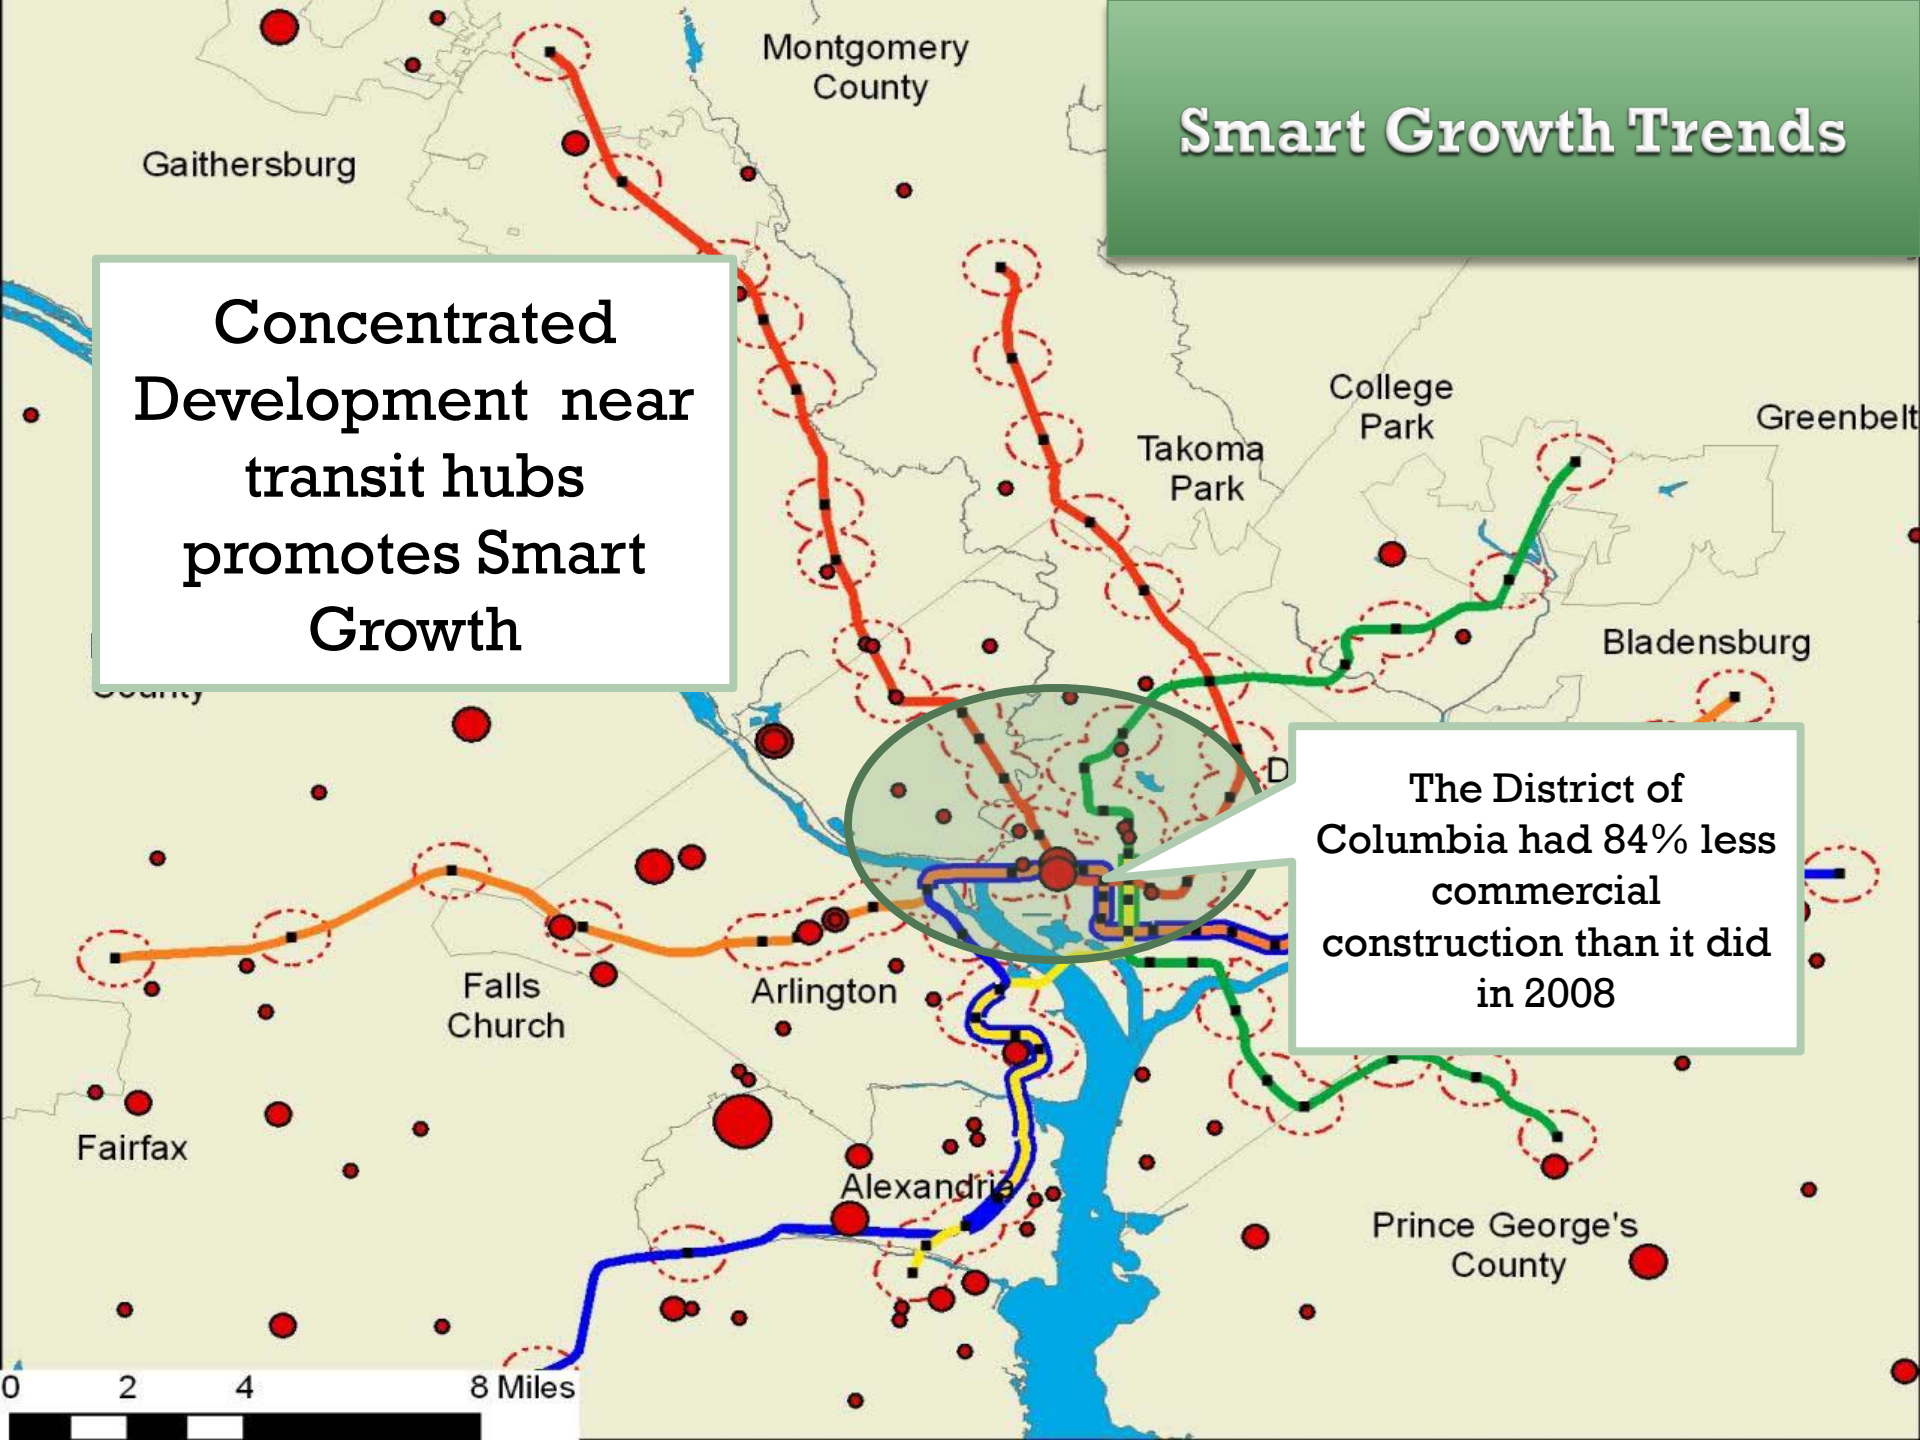 Montgomery
County
Smart Growth Trends
Gaithersburg
Concentrated
Development near
transit hubs
promotes Smart
Growth
College
Park
Greenbelt
Takoma
Park
Bladensburg
County
D
The District of
Columbia had 84% less
commercial
construction than it did
in 2008
Falls
Church
Arlington
Fairfax
Alexandria
Prince George's
County
0 2 4 8 Miles